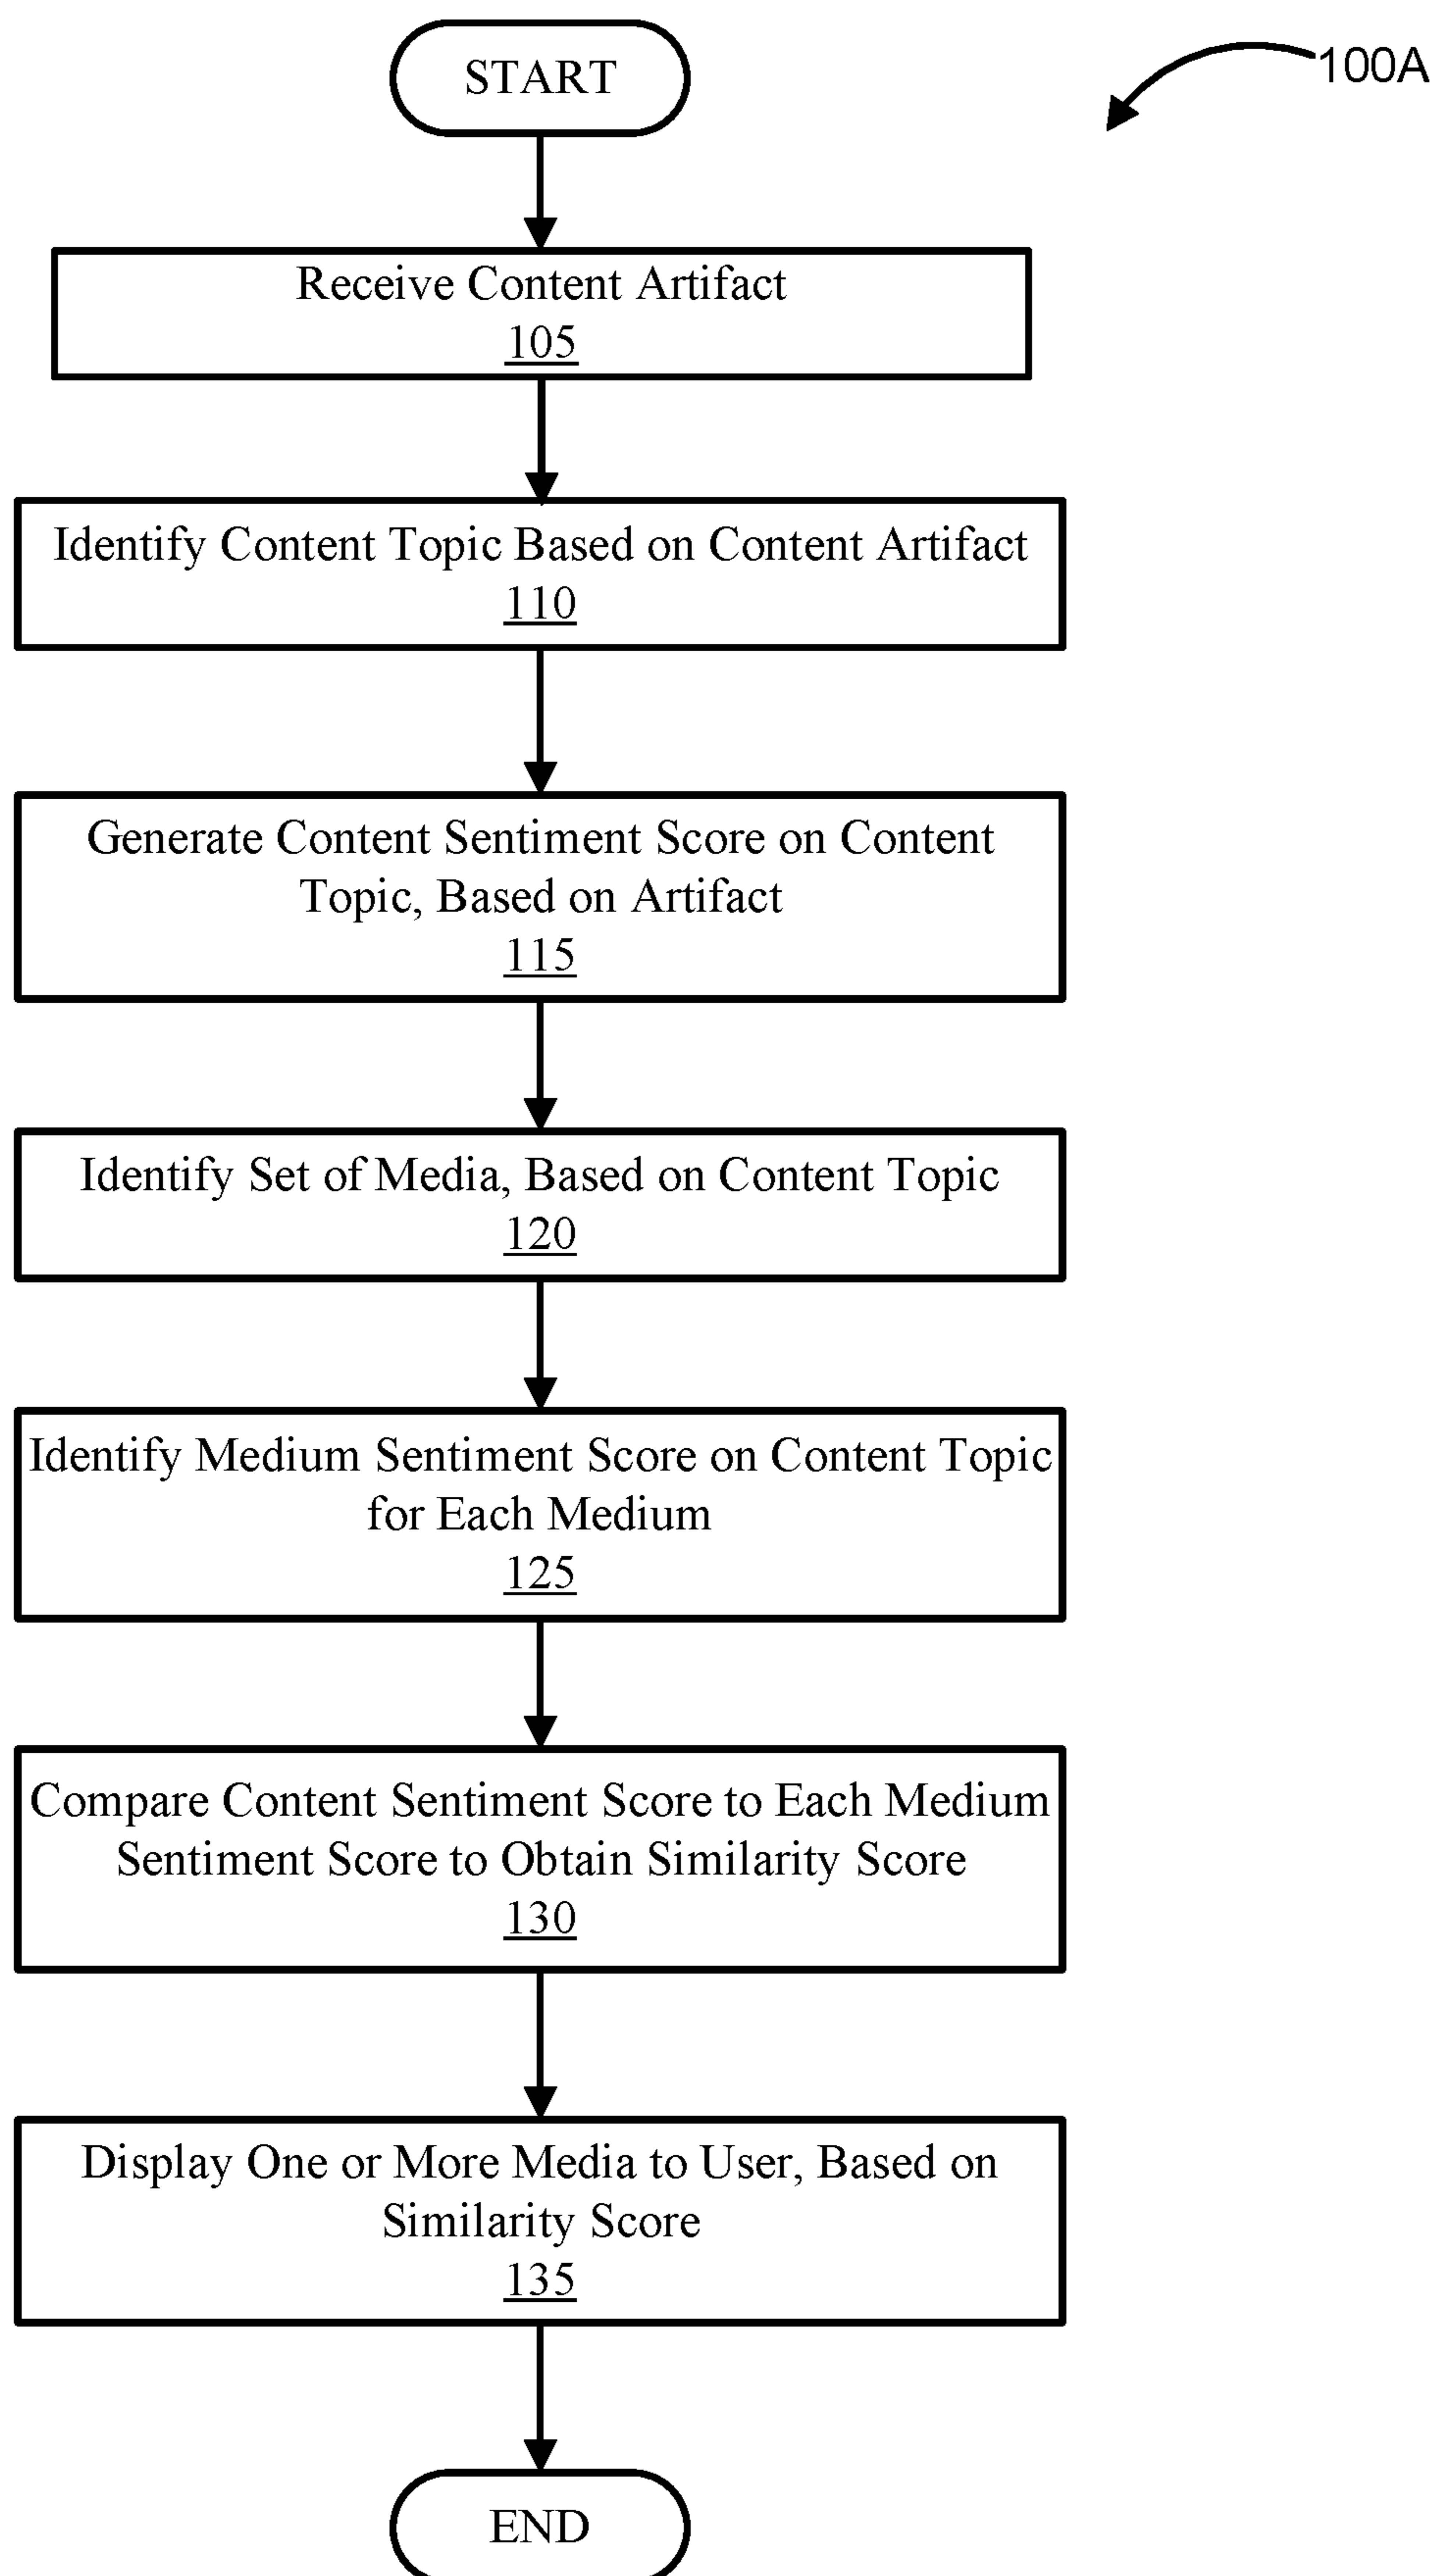 START
100A
Receive Content Artifact
105
Identify Content Topic Based on Content Artifact
110
Generate Content Sentiment Score on Content
Topic, Based on Artifact
115
Identify Set of Media, Based on Content Topic
120
Identify Medium Sentiment Score on Content Topic
for Each Medium
125
Compare Content Sentiment Score to Each Medium
Sentiment Score to Obtain Similarity Score
130
Display One or More Media to User, Based on
Similarity Score
135
END